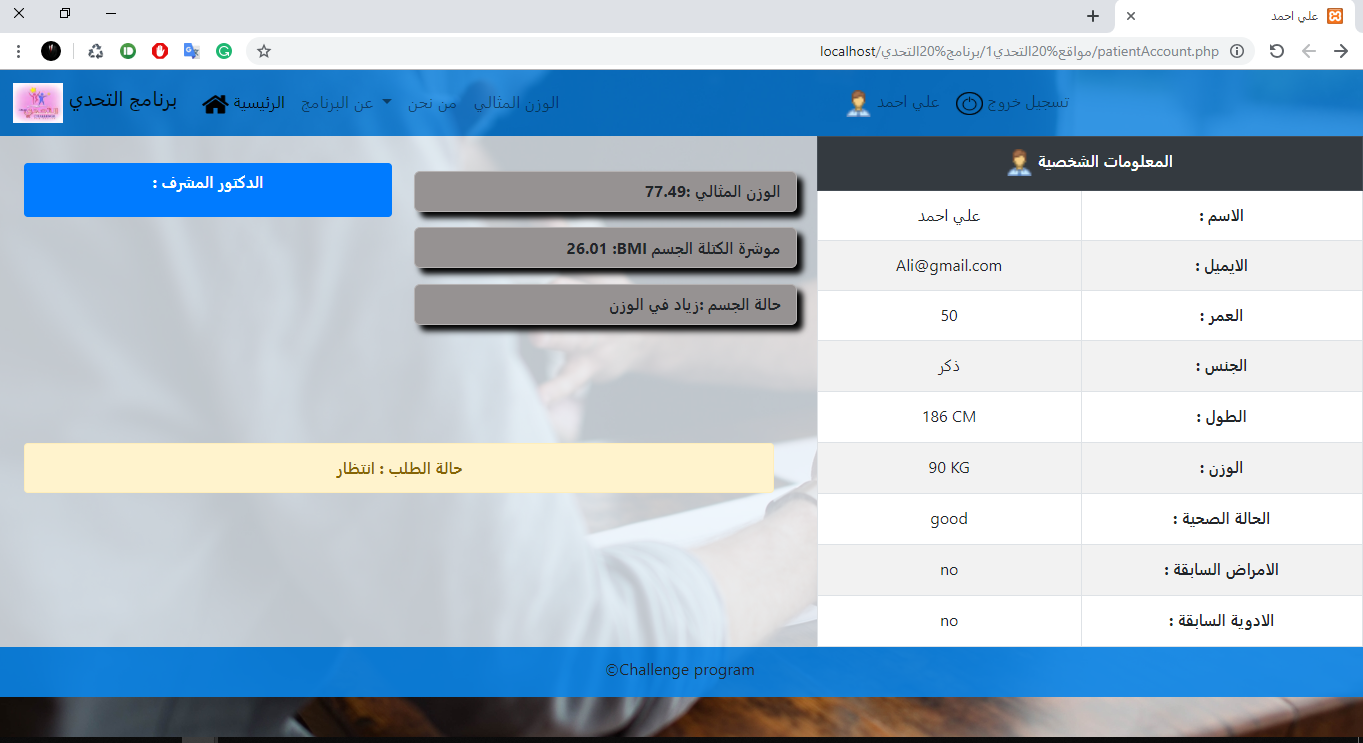 علي احمد
localhost/برنامج%20التحدي/مواقع%20التحدي1/patientAccount.php
برنامج التحدي
الرئيسية
عن البرنامج
من نحن
الوزن المثالي
علي احمد
تسجيل خروج
المعلومات الشخصية
الاسم :
علي احمد
الايميل :
Ali@gmail.com
العمر :
50
الجنس :
ذكر
الطول :
186 CM
الوزن :
90 KG
الحالة الصحية :
good
الامراض السابقة :
no
الادوية السابقة :
no
الوزن المثالي :77.49
موشرة الكتلة الجسم BMI: 26.01
حالة الجسم :زياد في الوزن
الدكتور المشرف :
حالة الطلب : انتظار
©Challenge program